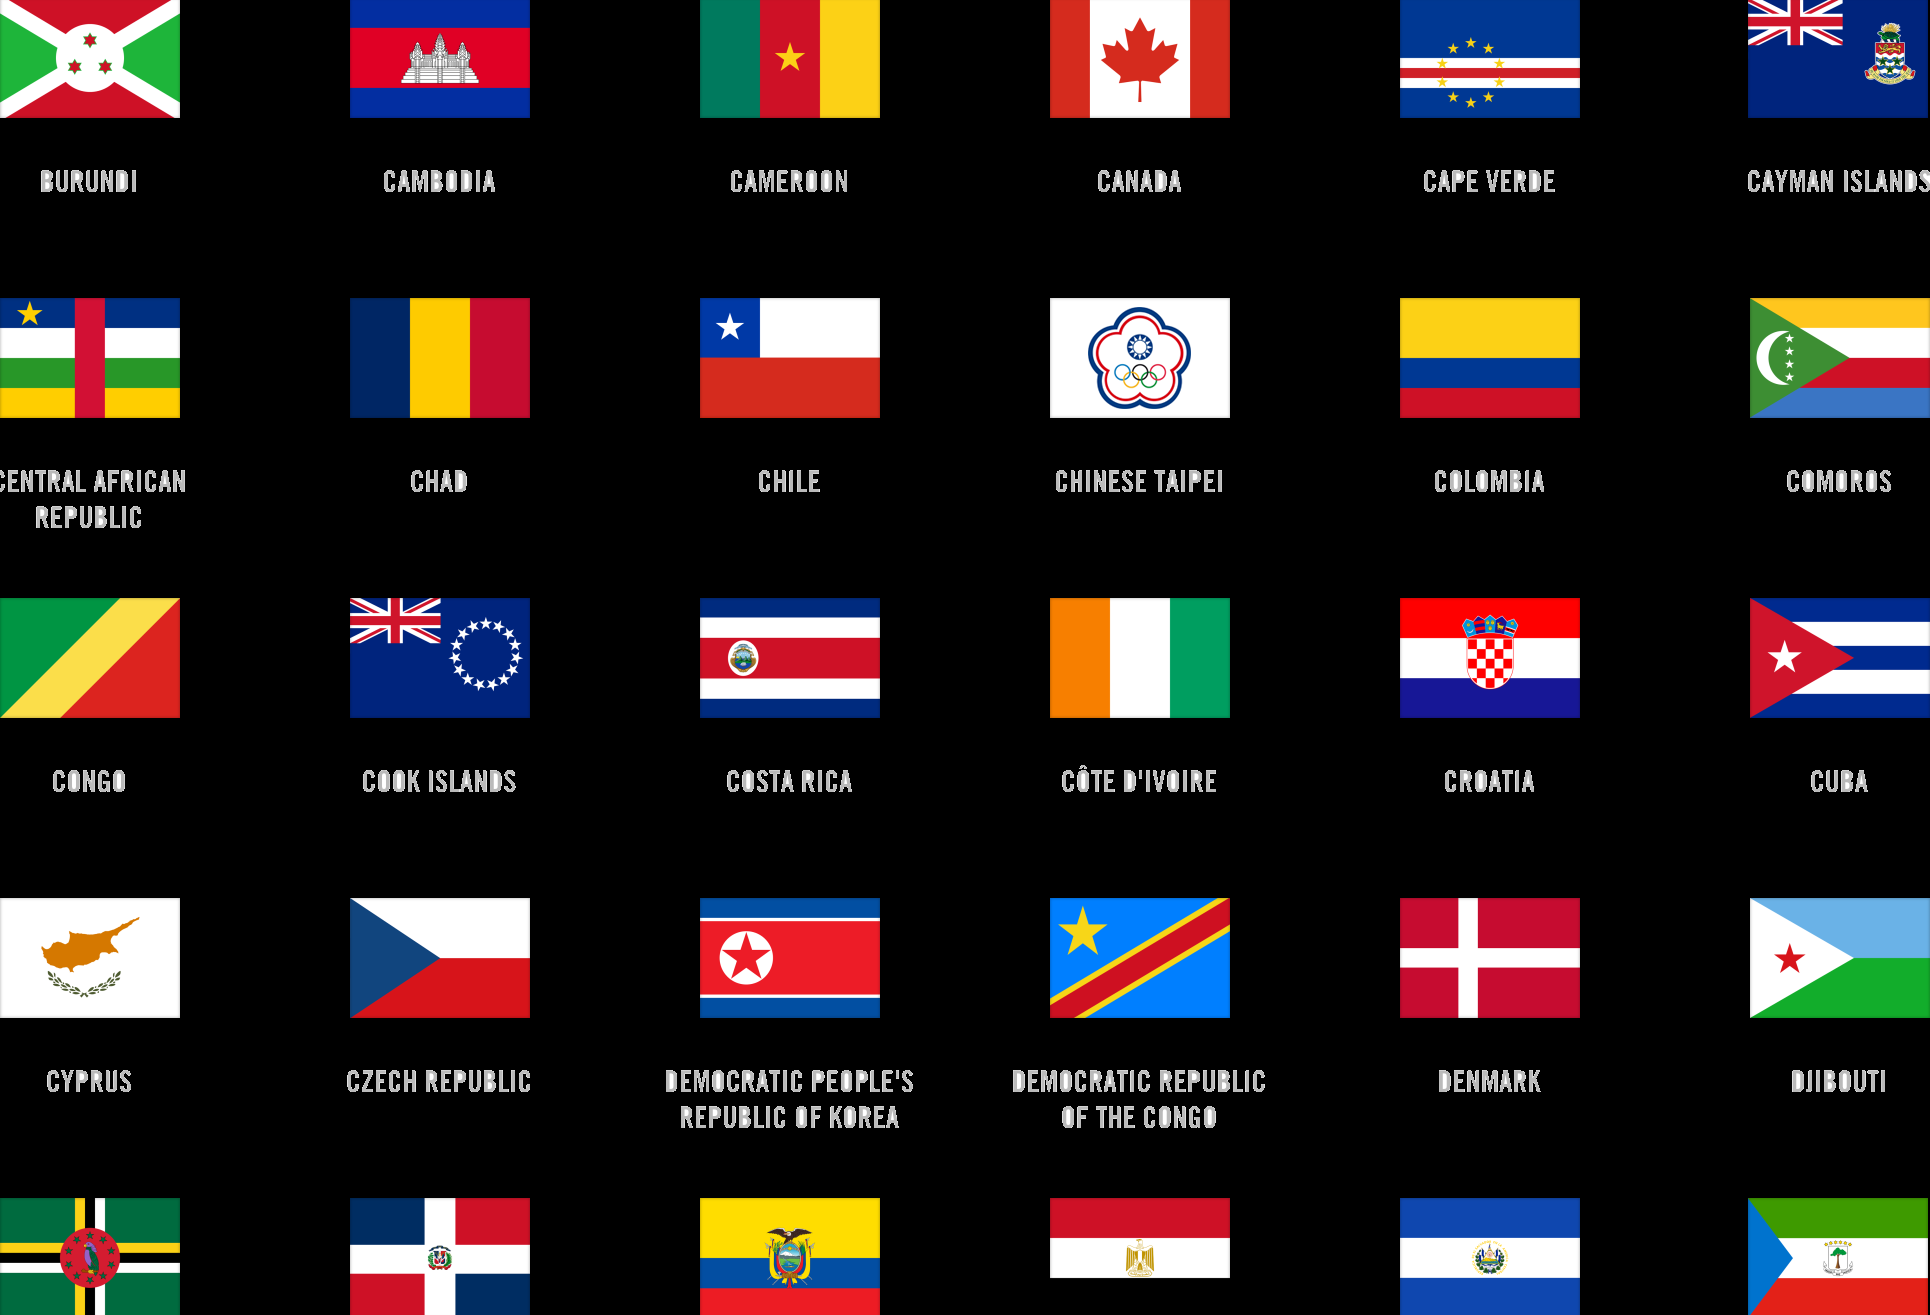 BURUNDI
CAMBODIA
CAMEROON
CANADA
CAPE VERDE
CAYMAN ISLANDS
CENTRAL AFRICAN
REPUBLIC
CHAD
CHILE
CHINESE TAIPEI
COLOMBIA
COMOROS
CONGO
COOK ISLANDS
COSTA RICA
CÔTE D'IVOIRE
CROATIA
CUBA
CYPRUS
CZECH REPUBLIC
DEMOCRATIC PEOPLE'S
REPUBLIC OF KOREA
DEMOCRATIC REPUBLIC
OF THE CONGO
DENMARK
DJIBOUTI